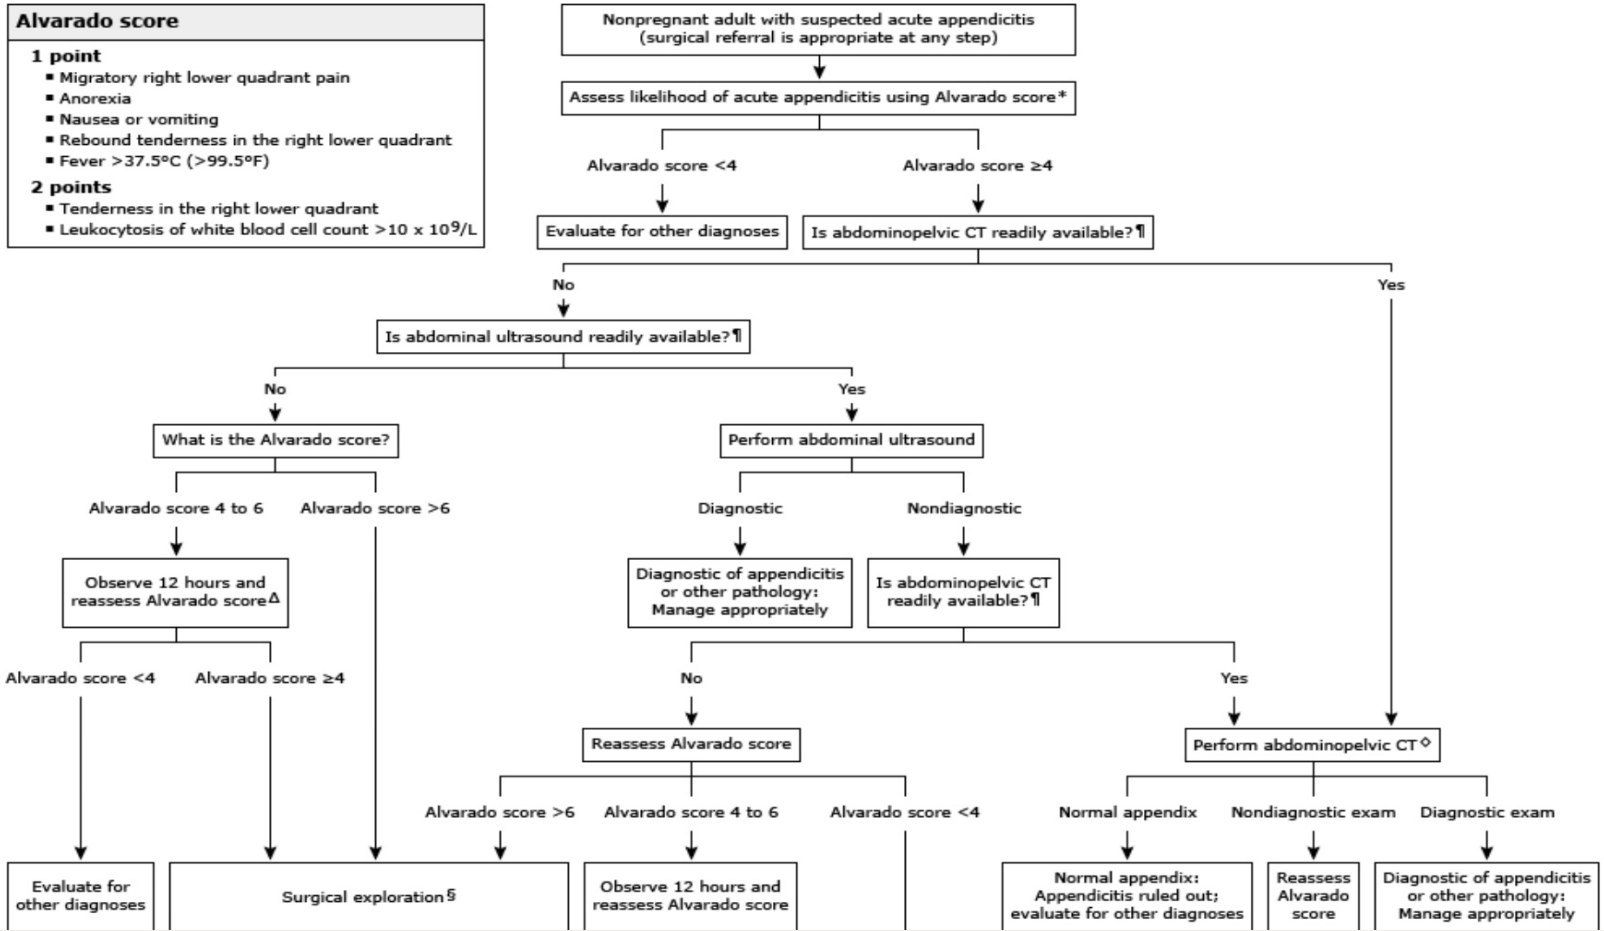 Alvarado score
1 point
▪ Migratory right lower quadrant pain
▪ Anorexia
▪ Nausea or vomiting
▪ Rebound tenderness in the right lower quadrant
▪ Fever >37.5°C (>99.5°F)
2 points
▪ Tenderness in the right lower quadrant
▪ Leukocytosis of white blood cell count >10 x 10⁹/L
Nonpregnant adult with suspected acute appendicitis
(surgical referral is appropriate at any step)
Assess likelihood of acute appendicitis using Alvarado score*
Alvarado score <4
Alvarado score ≥4
Evaluate for other diagnoses
Is abdominopelvic CT readily available?¶
No
Yes
Is abdominal ultrasound readily available?¶
No
Yes
What is the Alvarado score?
Perform abdominal ultrasound
Alvarado score 4 to 6
Alvarado score >6
Diagnostic
Nondiagnostic
Observe 12 hours and
reassess Alvarado scoreΔ
Diagnostic of appendicitis
or other pathology:
Manage appropriately
Is abdominopelvic CT
readily available?¶
Alvarado score <4
Alvarado score ≥4
No
Yes
Reassess Alvarado score
Perform abdominopelvic CT◇
Alvarado score >6
Alvarado score 4 to 6
Alvarado score <4
Normal appendix
Nondiagnostic exam
Diagnostic exam
Evaluate for
other diagnoses
Surgical exploration§
Observe 12 hours and
reassess Alvarado score
Normal appendix:
Appendicitis ruled out;
evaluate for other diagnoses
Reassess
Alvarado
score
Diagnostic of appendicitis
or other pathology:
Manage appropriately